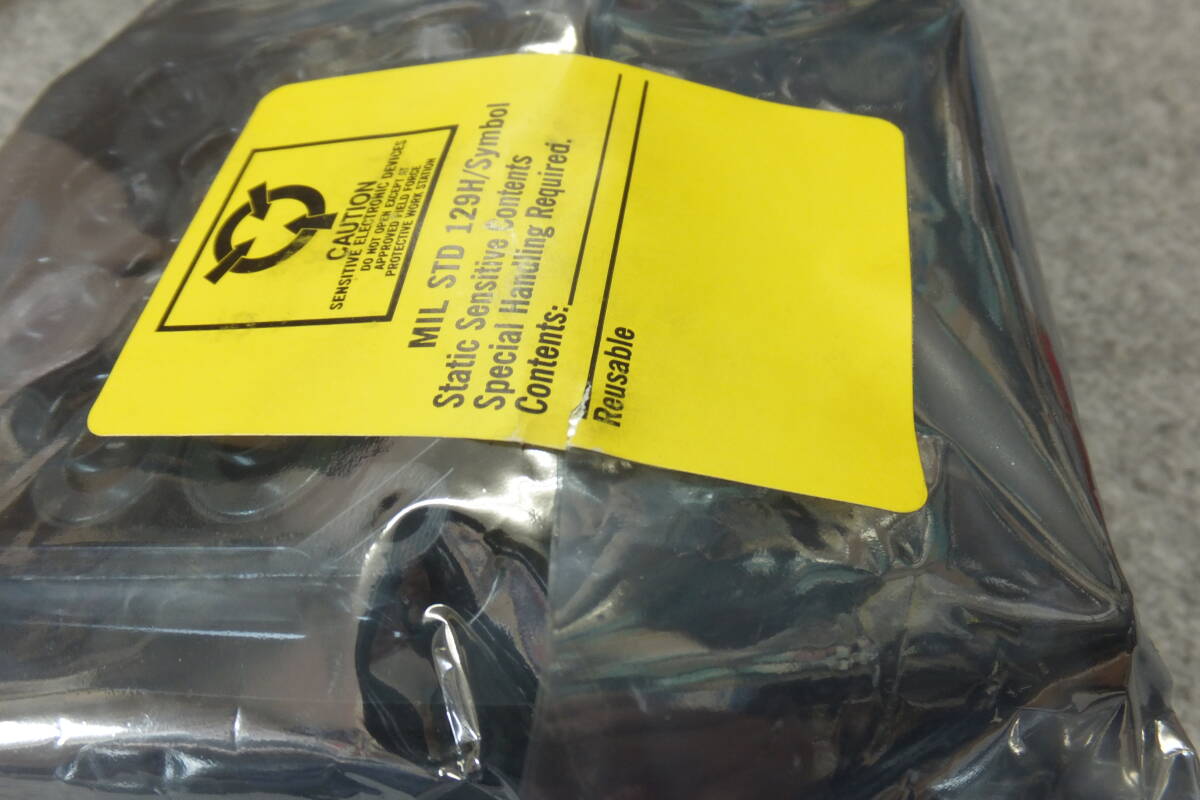 CAUTION
SENSITIVE ELECTRONIC DEVICES
DO NOT OPEN EXCEPT AT
APPROVED FIELD FORCE
PROTECTIVE WORK STATION
MIL STD 129H/Symbol
Static Sensitive Contents
Special Handling Required.
Contents:
Reusable